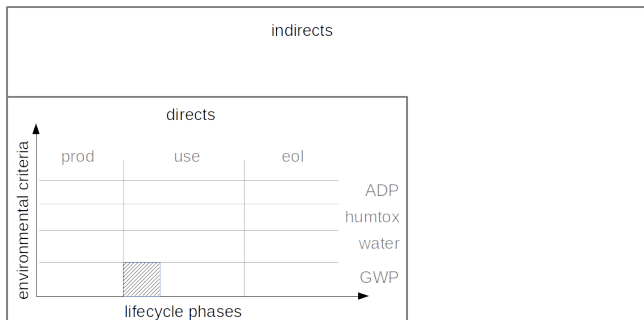 indirects
directs
prod use eol
environmental criteria
ADP
humtox
water
GWP
lifecycle phases